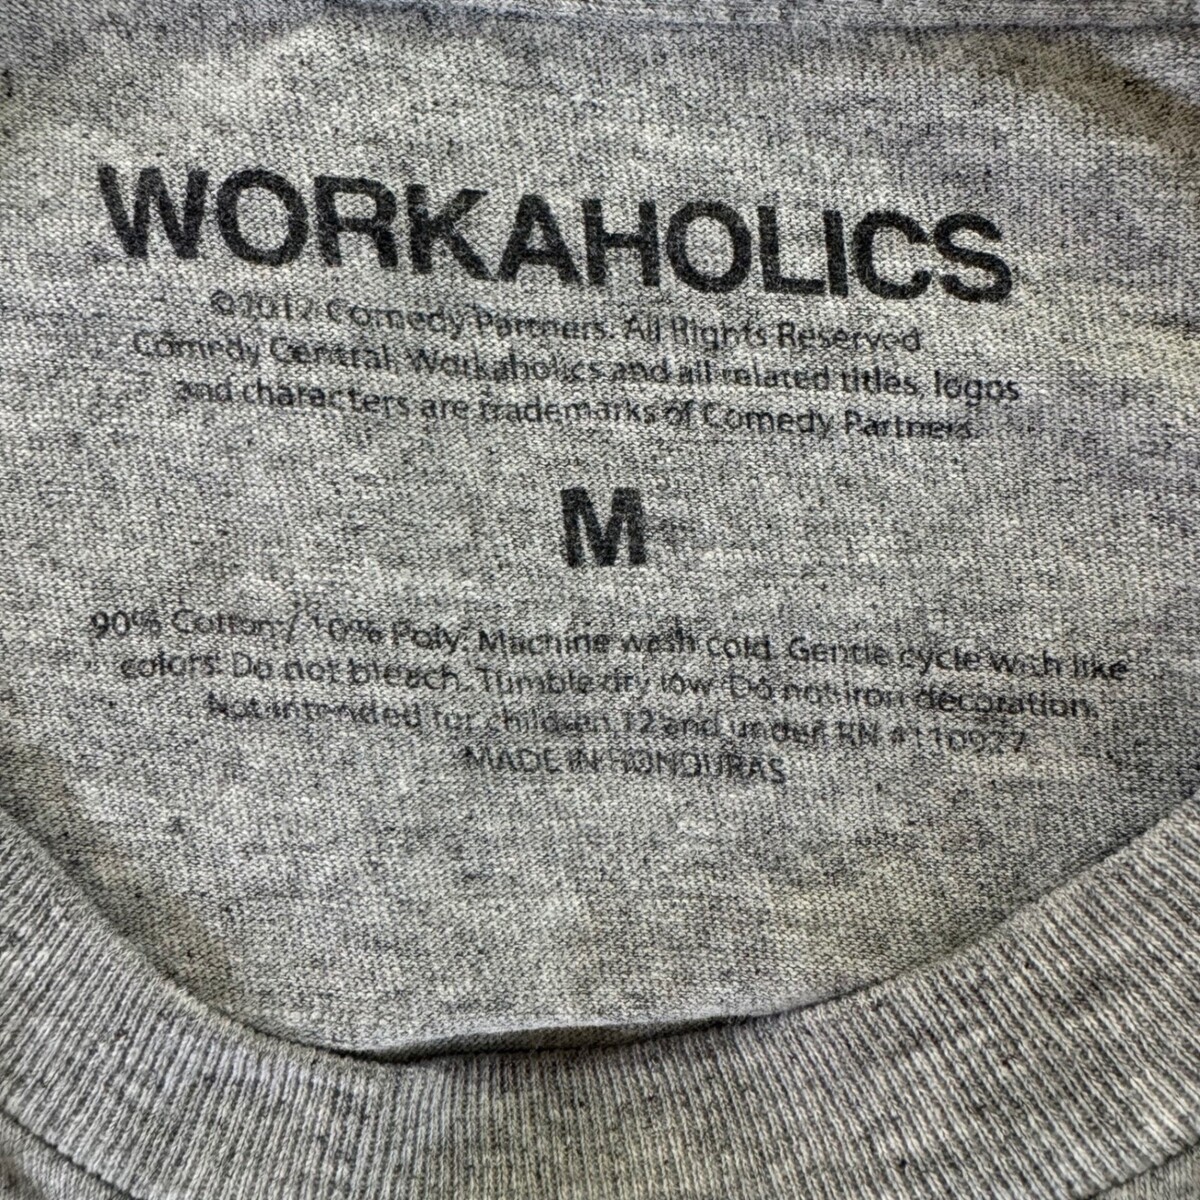 WORKAHOLICS
©2012 Comedy Partners. All Rights Reserved
Comedy Central, Workaholics and all related titles, logos
and characters are trademarks of Comedy Partners.
M
90% Cotton / 10% Poly. Machine wash cold. Gentle cycle wash like
colors. Do not bleach. Tumble dry low. Do not iron decoration.
Not intended for children 12 and under. RN #110927
MADE IN HONDURAS